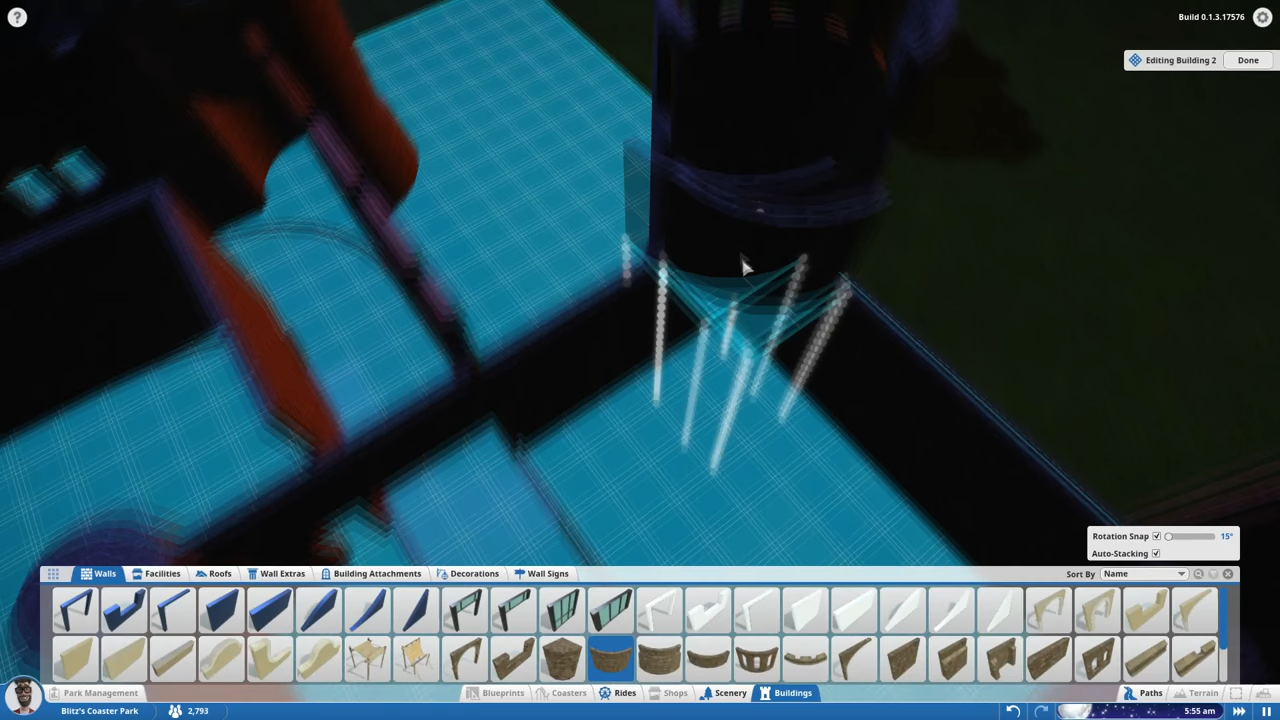 ?
Build 0.1.3.17576
Editing Building 2
Done
Rotation Snap
15°
Auto-Stacking
Walls
Facilities
Roofs
Wall Extras
Building Attachments
Decorations
Wall Signs
Sort By
Name
Park Management
Blueprints
Coasters
Rides
Shops
Scenery
Buildings
Paths
Terrain
Blitz's Coaster Park
2,793
5:55 am